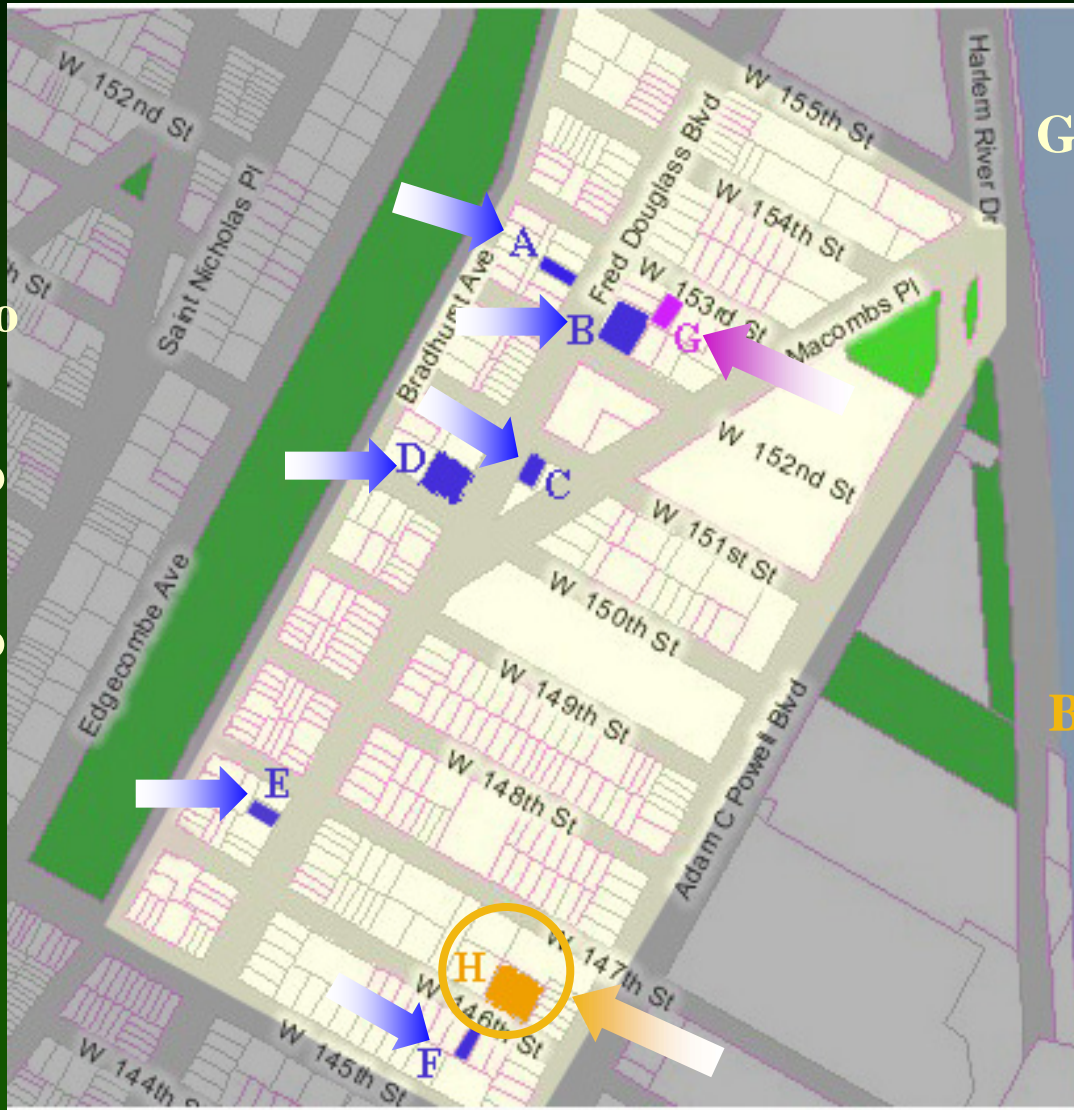 W 155th St
Harlem River Dr
G
W 152nd St
Fred Douglass Blvd
W 154th St
Saint Nicholas Pl
A
W 153rd St
h St
Bradhurst Ave
Macombs Pl
o
B
G
D
C
W 152nd St
W 151st St
W 150th St
Edgecombe Ave
W 149th St
B
Adam C Powell Blvd
W 148th St
E
W 147th St
H
W 146th St
F
W 145th St
W 144th S